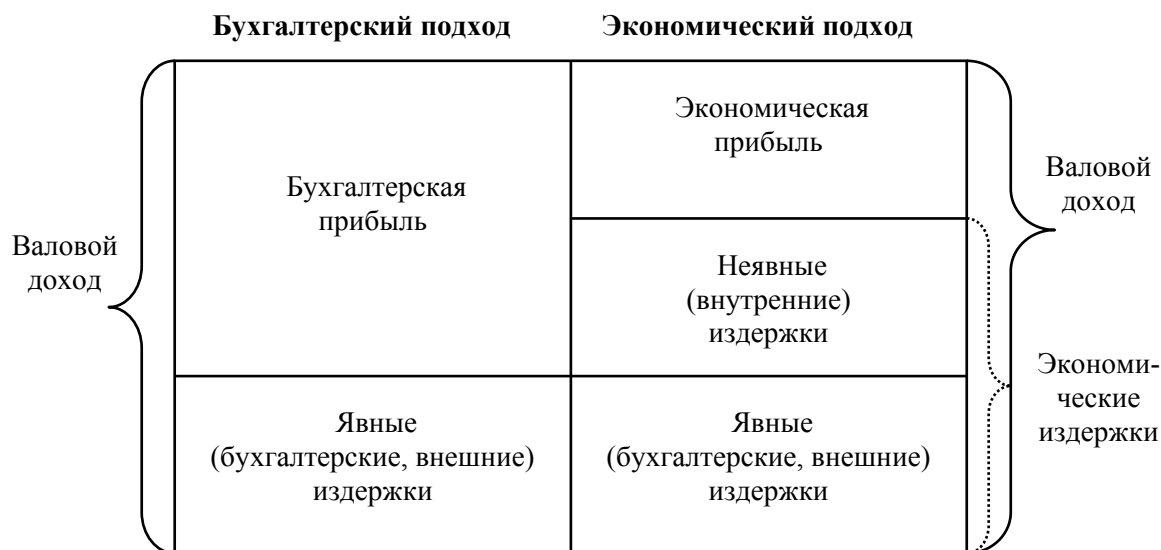 Бухгалтерский подход
Экономический подход
Валовой
доход
Бухгалтерская
прибыль
Явные
(бухгалтерские, внешние)
издержки
Экономическая
прибыль
Неявные
(внутренние)
издержки
Явные
(бухгалтерские, внешние)
издержки
Валовой
доход
Экономи-
ческие
издержки